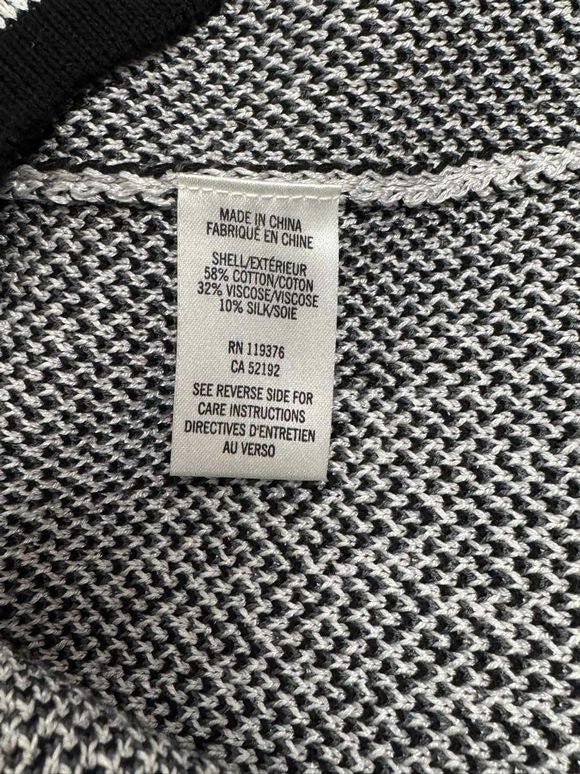 MADE IN CHINA
FABRIQUÉ EN CHINE
SHELL/EXTÉRIEUR
58% COTTON/COTON
32% VISCOSE/VISCOSE
10% SILK/SOIE
RN 119376
CA 52192
SEE REVERSE SIDE FOR
CARE INSTRUCTIONS
DIRECTIVES D'ENTRETIEN
AU VERSO